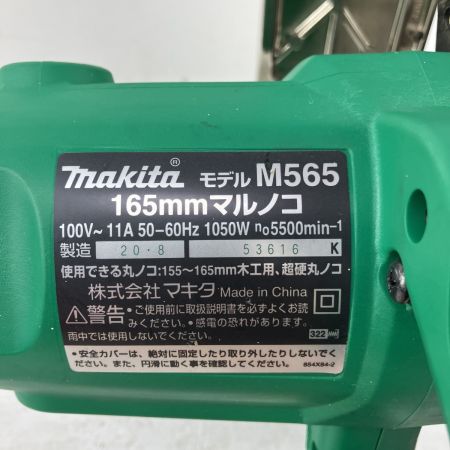 makita® モデル M565
165mmマルノコ
100V～11A 50−60Hz 1050W n₀5500min⁻¹
製造 20・8 53616 K
使用できる丸ノコ:155～165mm木工用、超硬丸ノコ
株式会社 マキタ Made in China
⚠警告・ご使用前に取扱説明書を必ずよくお読
みください。・感電の恐れがあります。
雨中では使用しないでください。 322
・安全カバーは、絶対に固定したり取り外したりしないでく
ださい。また、円滑に動く事を確認してください。 854X84-2